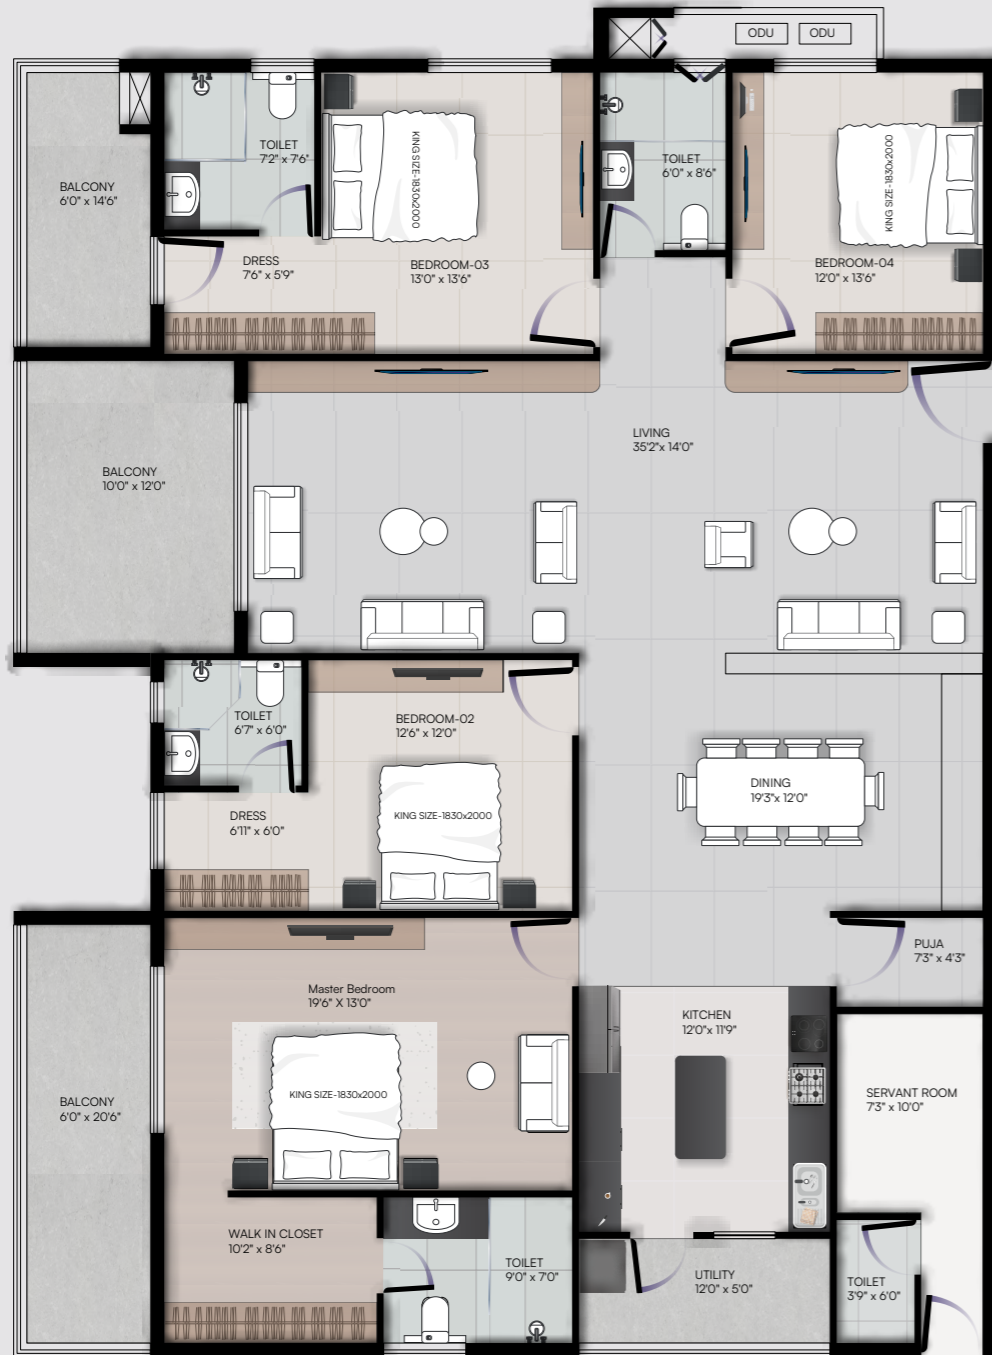 ODU
ODU
TOILET
7'2" x 7'6"
KING SIZE-1830x2000
TOILET
6'0" x 8'6"
KING SIZE-1830x2000
BALCONY
6'0" x 14'6"
DRESS
7'6" x 5'9"
BEDROOM-03
13'0" x 13'6"
BEDROOM-04
12'0" x 13'6"
LIVING
35'2"x 14'0"
BALCONY
10'0" x 12'0"
TOILET
6'7" x 6'0"
BEDROOM-02
12'6" x 12'0"
DINING
19'3"x 12'0"
DRESS
6'11" x 6'0"
KING SIZE-1830x2000
PUJA
7'3" x 4'3"
Master Bedroom
19'6" X 13'0"
KITCHEN
12'0"x 11'9"
KING SIZE-1830x2000
BALCONY
6'0" x 20'6"
SERVANT ROOM
7'3" x 10'0"
WALK IN CLOSET
10'2" x 8'6"
TOILET
9'0" x 7'0"
UTILITY
12'0" x 5'0"
TOILET
3'9" x 6'0"